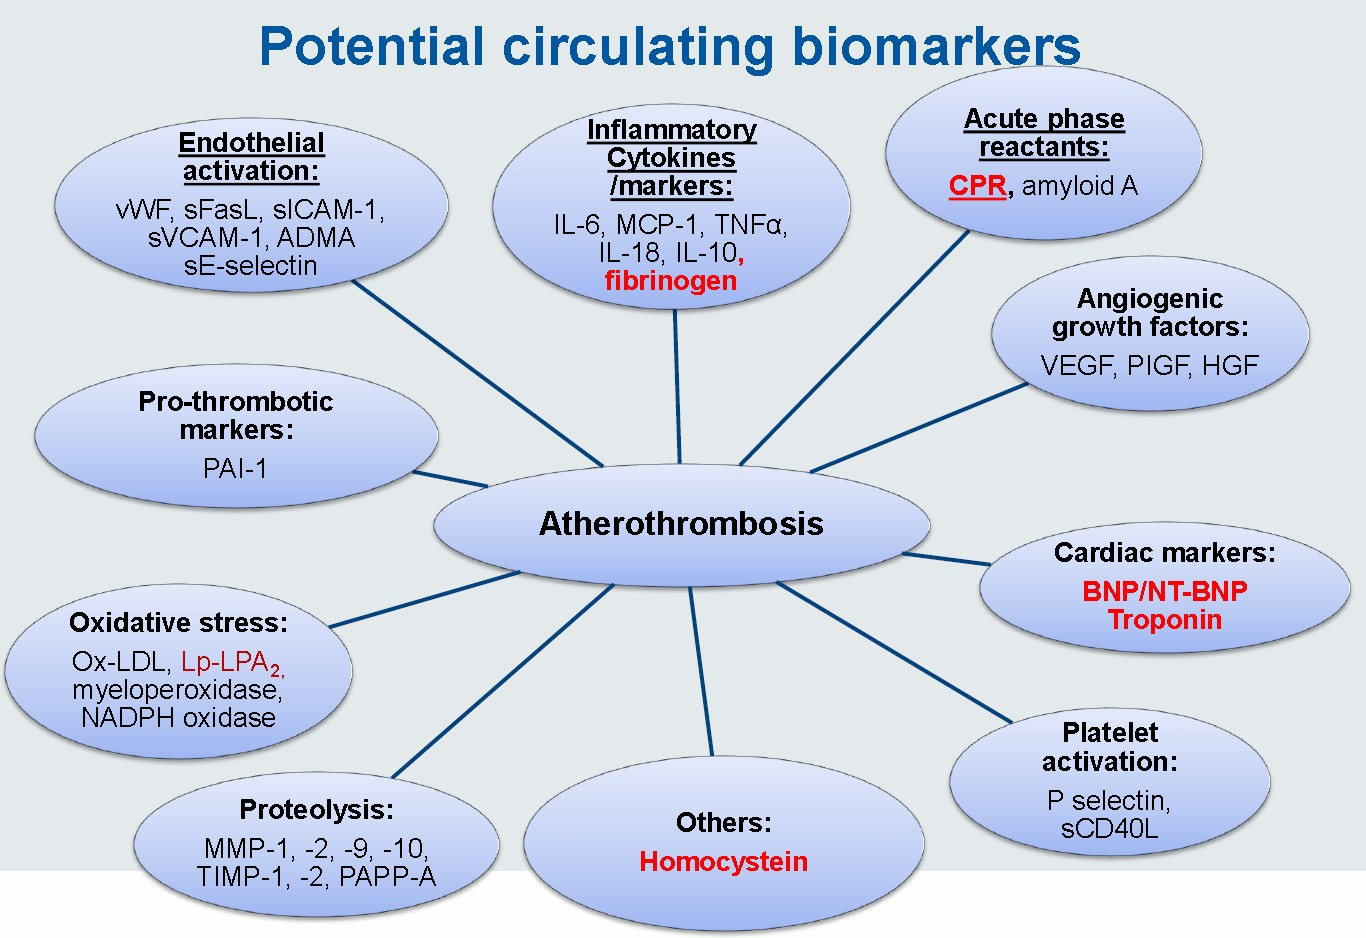 Potential circulating biomarkers
Endothelial
activation:
vWF, sFasL, sICAM-1,
sVCAM-1, ADMA
sE-selectin
Inflammatory
Cytokines
/markers:
IL-6, MCP-1, TNFα,
IL-18, IL-10,
fibrinogen
Acute phase
reactants:
CPR, amyloid A
Angiogenic
growth factors:
VEGF, PIGF, HGF
Pro-thrombotic
markers:
PAI-1
Atherothrombosis
Cardiac markers:
BNP/NT-BNP
Troponin
Oxidative stress:
Ox-LDL, Lp-LPA2,
myeloperoxidase,
NADPH oxidase
Platelet
activation:
P selectin,
sCD40L
Proteolysis:
MMP-1, -2, -9, -10,
TIMP-1, -2, PAPP-A
Others:
Homocystein